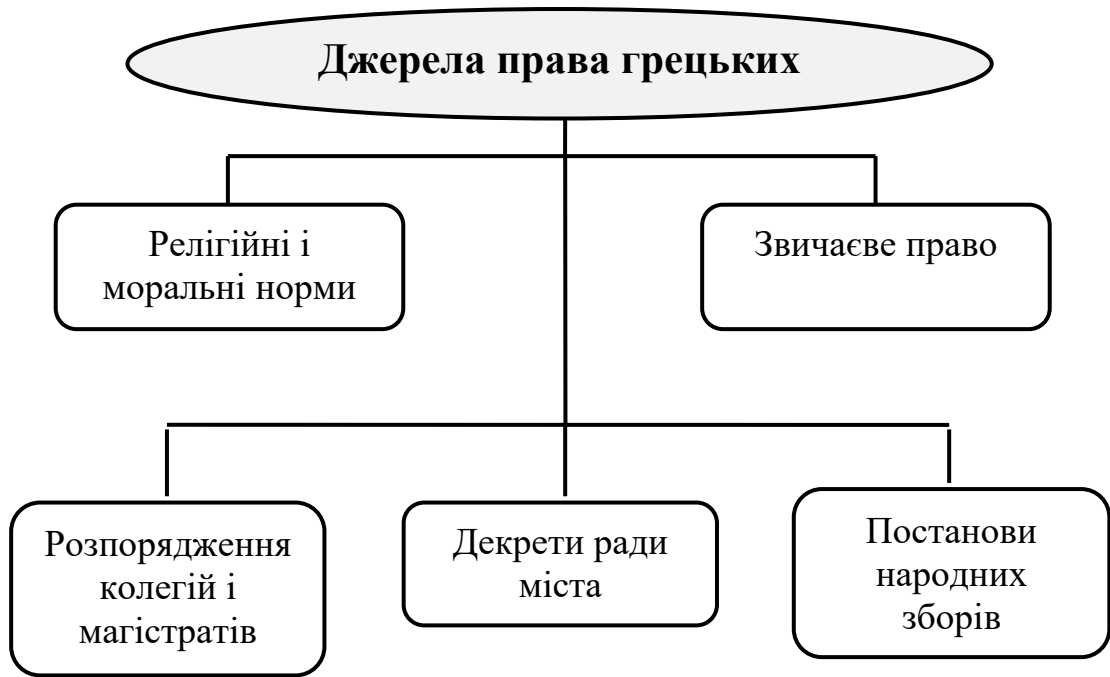 Джерела права грецьких
Релігійні і
моральні норми
Звичаєве право
Розпорядження
колегій і
магістратів
Декрети ради
міста
Постанови
народних
зборів